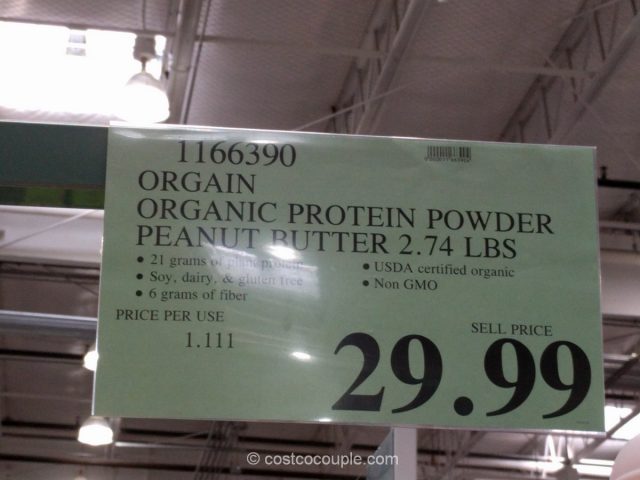 1166390
ORGAIN
ORGANIC PROTEIN POWDER
PEANUT BUTTER 2.74 LBS
• 21 grams of plant protein
• Soy, dairy, & gluten free
• 6 grams of fiber
• USDA certified organic
• Non GMO
PRICE PER USE
1.111
SELL PRICE
29.99
© costcocouple.com